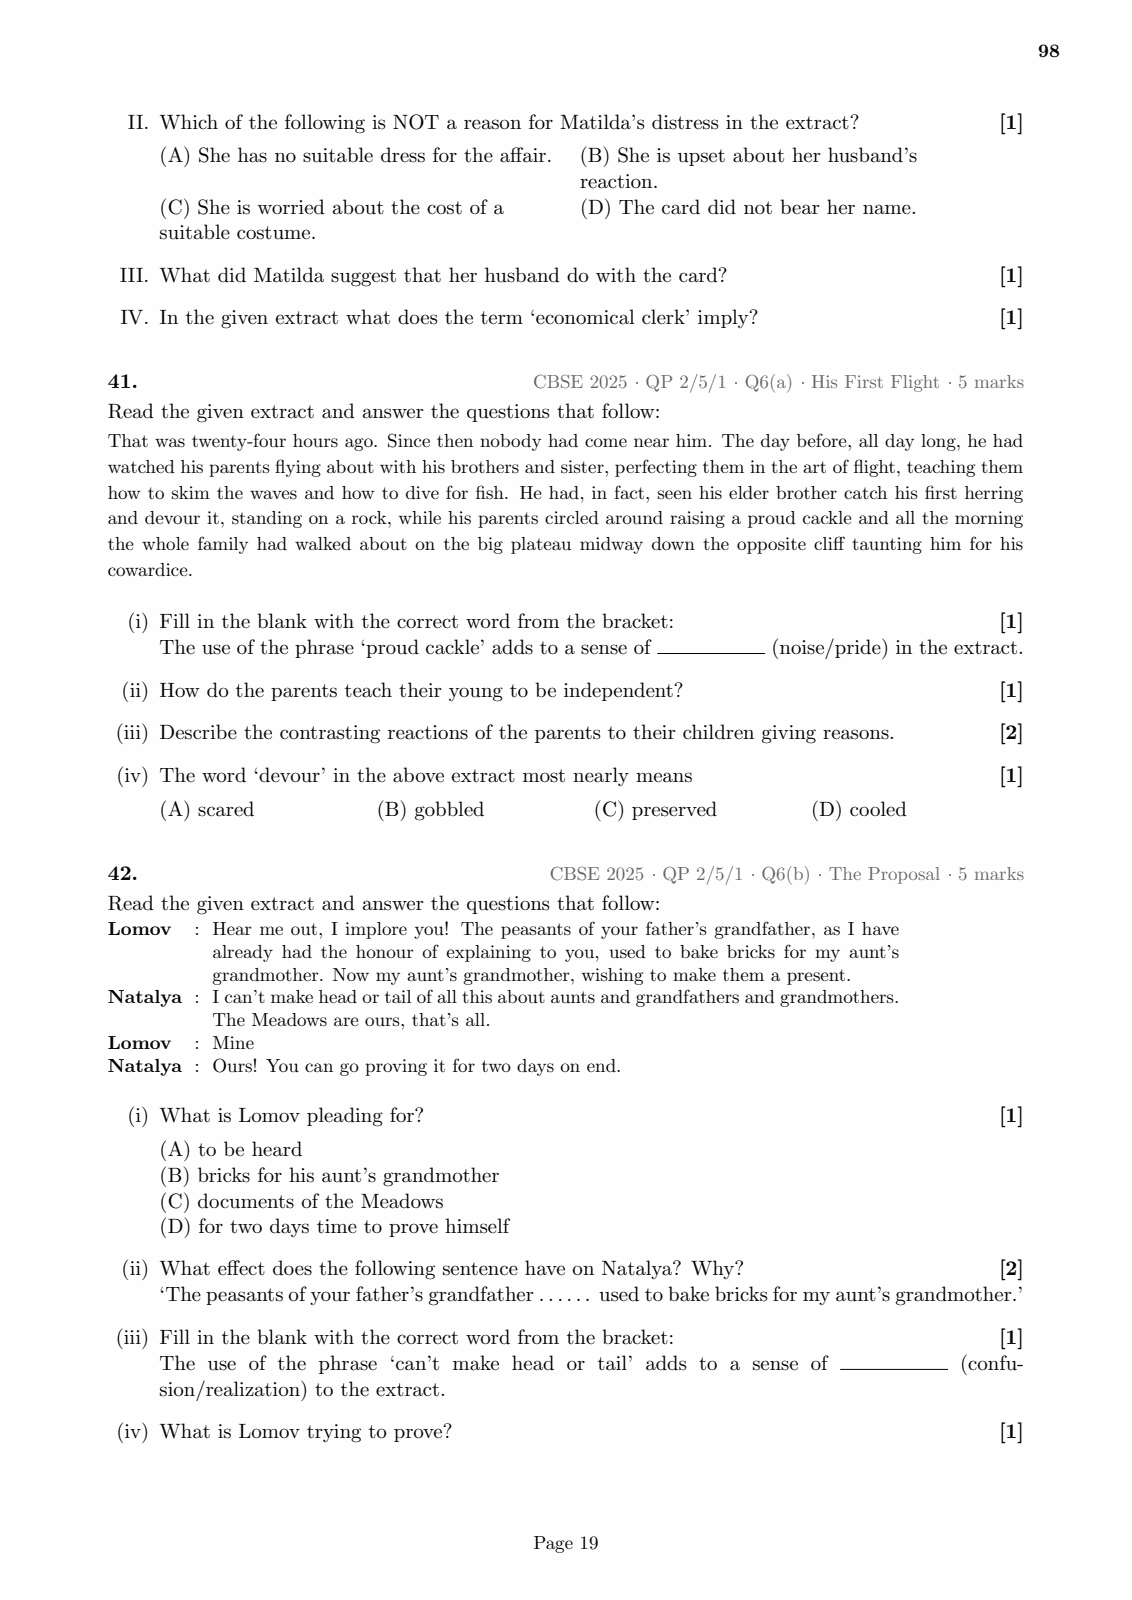 98
II. Which of the following is NOT a reason for Matilda's distress in the extract? [1]
(A) She has no suitable dress for the affair. (B) She is upset about her husband's
reaction.
(C) She is worried about the cost of a (D) The card did not bear her name.
suitable costume.
III. What did Matilda suggest that her husband do with the card? [1]
IV. In the given extract what does the term ‘economical clerk’ imply? [1]
41. CBSE 2025 · QP 2/5/1 · Q6(a) · His First Flight · 5 marks
Read the given extract and answer the questions that follow:
That was twenty-four hours ago. Since then nobody had come near him. The day before, all day long, he had
watched his parents flying about with his brothers and sister, perfecting them in the art of flight, teaching them
how to skim the waves and how to dive for fish. He had, in fact, seen his elder brother catch his first herring
and devour it, standing on a rock, while his parents circled around raising a proud cackle and all the morning
the whole family had walked about on the big plateau midway down the opposite cliff taunting him for his
cowardice.
(i) Fill in the blank with the correct word from the bracket: [1]
The use of the phrase ‘proud cackle’ adds to a sense of __________ (noise/pride) in the extract.
(ii) How do the parents teach their young to be independent? [1]
(iii) Describe the contrasting reactions of the parents to their children giving reasons. [2]
(iv) The word ‘devour’ in the above extract most nearly means [1]
(A) scared (B) gobbled (C) preserved (D) cooled
42. CBSE 2025 · QP 2/5/1 · Q6(b) · The Proposal · 5 marks
Read the given extract and answer the questions that follow:
Lomov : Hear me out, I implore you! The peasants of your father's grandfather, as I have
already had the honour of explaining to you, used to bake bricks for my aunt's
grandmother. Now my aunt's grandmother, wishing to make them a present.
Natalya : I can't make head or tail of all this about aunts and grandfathers and grandmothers.
The Meadows are ours, that's all.
Lomov : Mine
Natalya : Ours! You can go proving it for two days on end.
(i) What is Lomov pleading for? [1]
(A) to be heard
(B) bricks for his aunt's grandmother
(C) documents of the Meadows
(D) for two days time to prove himself
(ii) What effect does the following sentence have on Natalya? Why? [2]
‘The peasants of your father's grandfather . . . . . . used to bake bricks for my aunt's grandmother.’
(iii) Fill in the blank with the correct word from the bracket: [1]
The use of the phrase ‘can't make head or tail’ adds to a sense of __________ (confu-
sion/realization) to the extract.
(iv) What is Lomov trying to prove? [1]
Page 19